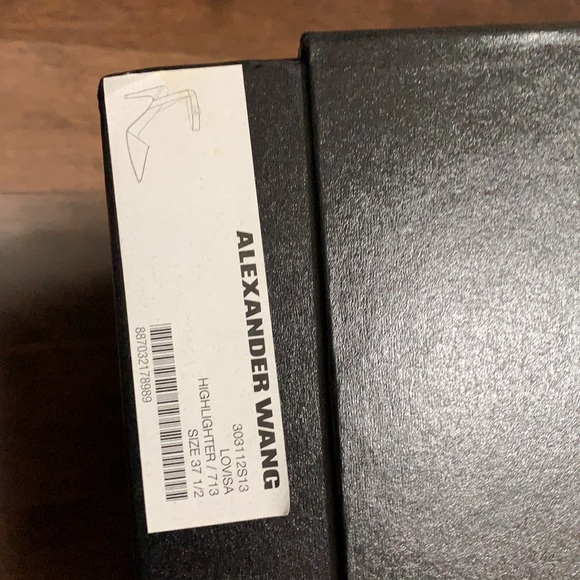 ALEXANDER WANG
303112S13
LOVISA
HIGHLIGHTER / 713
SIZE 37 1/2
887032178989